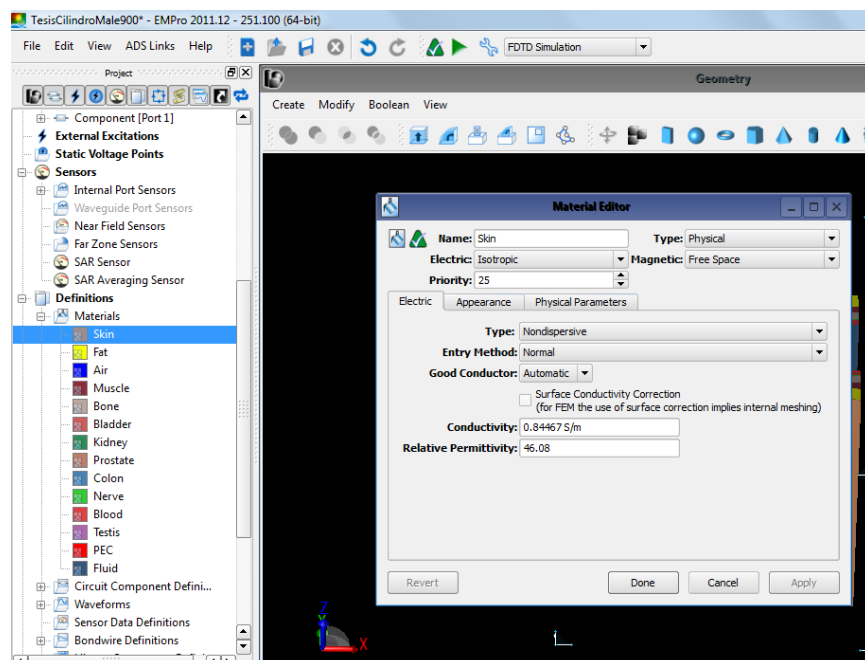 TesisCilindroMale900* - EMPro 2011.12 - 251.100 (64-bit)
File Edit View ADS Links Help
FDTD Simulation
Project
Geometry
Component [Port 1]
External Excitations
Static Voltage Points
Sensors
Internal Port Sensors
Waveguide Port Sensors
Near Field Sensors
Far Zone Sensors
SAR Sensor
SAR Averaging Sensor
Definitions
Materials
Skin
Fat
Air
Muscle
Bone
Bladder
Kidney
Prostate
Colon
Nerve
Blood
Testis
PEC
Fluid
Circuit Component Defini...
Waveforms
Sensor Data Definitions
Bondwire Definitions
Create Modify Boolean View
Material Editor
Name: Skin Type: Physical
Electric: Isotropic Magnetic: Free Space
Priority: 25
Electric Appearance Physical Parameters
Type: Nondispersive
Entry Method: Normal
Good Conductor: Automatic
Surface Conductivity Correction
(for FEM the use of surface correction implies internal meshing)
Conductivity: 0.84467 S/m
Relative Permittivity: 46.08
Revert Done Cancel Apply
Z
X